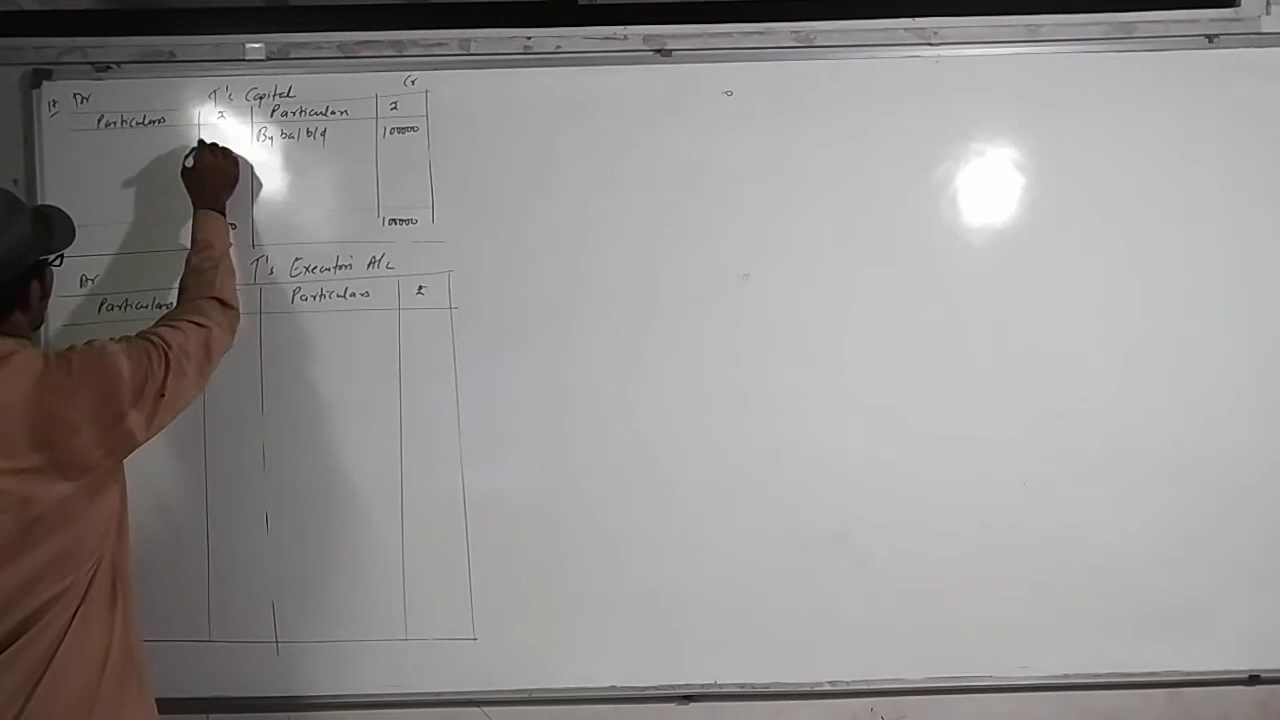 Dr T's Capital Cr
Particulars ₹ Particulars ₹
By bal b/d 100000
100000
Dr T's Executor's A/c
Particulars Particulars ₹